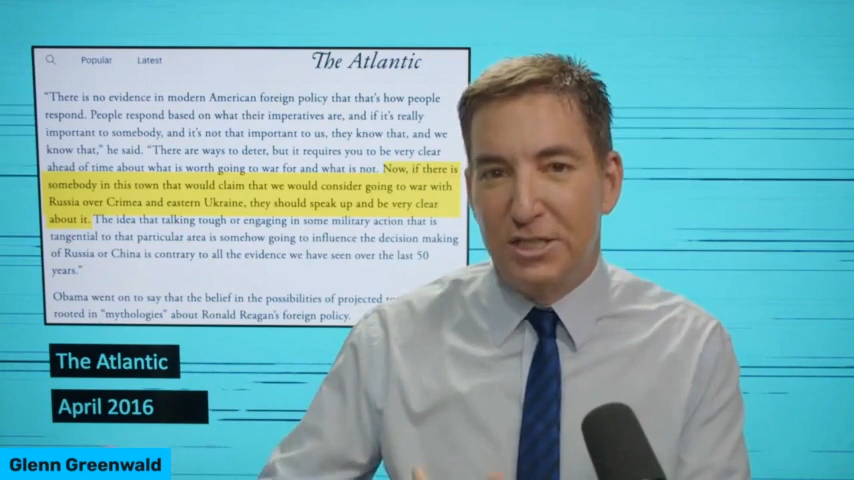 Popular Latest The Atlantic
“There is no evidence in modern American foreign policy that that’s how people
respond. People respond based on what their imperatives are, and if it’s really
important to somebody, and it’s not that important to us, they know that, and we
know that,” he said. “There are ways to deter, but it requires you to be very clear
ahead of time about what is worth going to war for and what is not. Now, if there is
somebody in this town that would claim that we would consider going to war with
Russia over Crimea and eastern Ukraine, they should speak up and be very clear
about it. The idea that talking tough or engaging in some military action that is
tangential to that particular area is somehow going to influence the decision making
of Russia or China is contrary to all the evidence we have seen over the last 50
years.”
Obama went on to say that the belief in the possibilities of projected
rooted in “mythologies” about Ronald Reagan’s foreign policy.
The Atlantic
April 2016
Glenn Greenwald